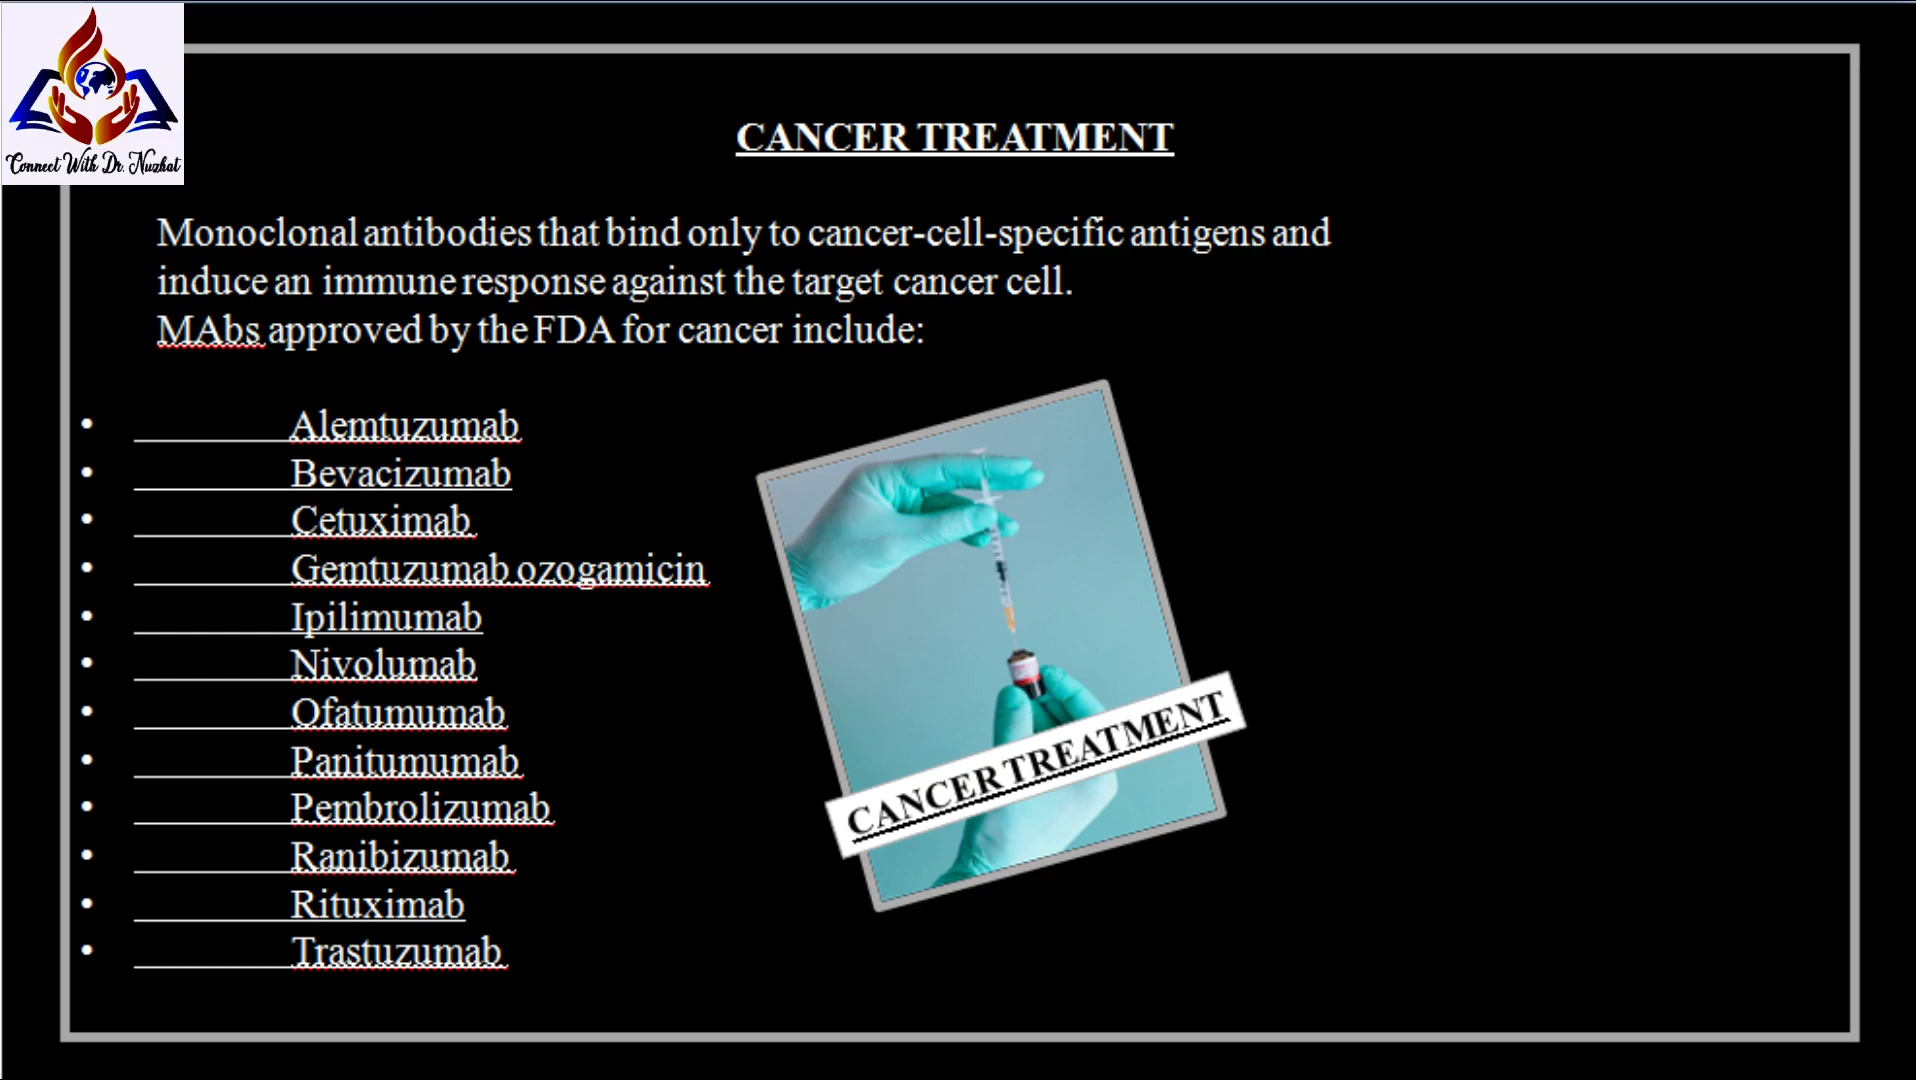 Connect With Dr. Nuzhat
CANCER TREATMENT
Monoclonal antibodies that bind only to cancer-cell-specific antigens and
induce an immune response against the target cancer cell.
MAbs approved by the FDA for cancer include:
• Alemtuzumab
• Bevacizumab
• Cetuximab
• Gemtuzumab ozogamicin
• Ipilimumab
• Nivolumab
• Ofatumumab
• Panitumumab
• Pembrolizumab
• Ranibizumab
• Rituximab
• Trastuzumab
CANCER TREATMENT